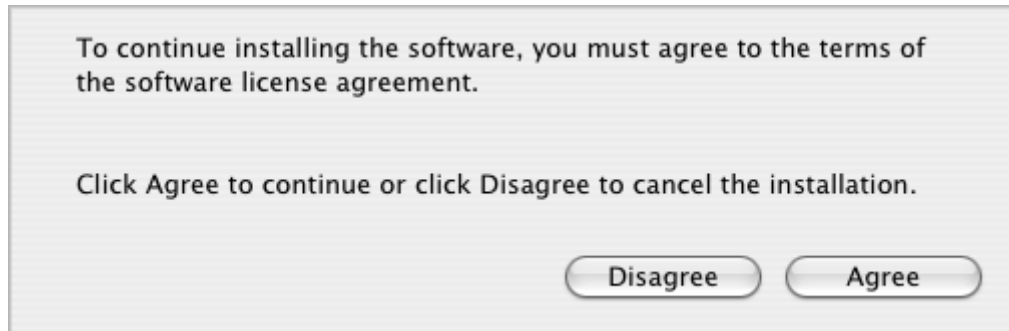 To continue installing the software, you must agree to the terms of
the software license agreement.
Click Agree to continue or click Disagree to cancel the installation.
Disagree Agree